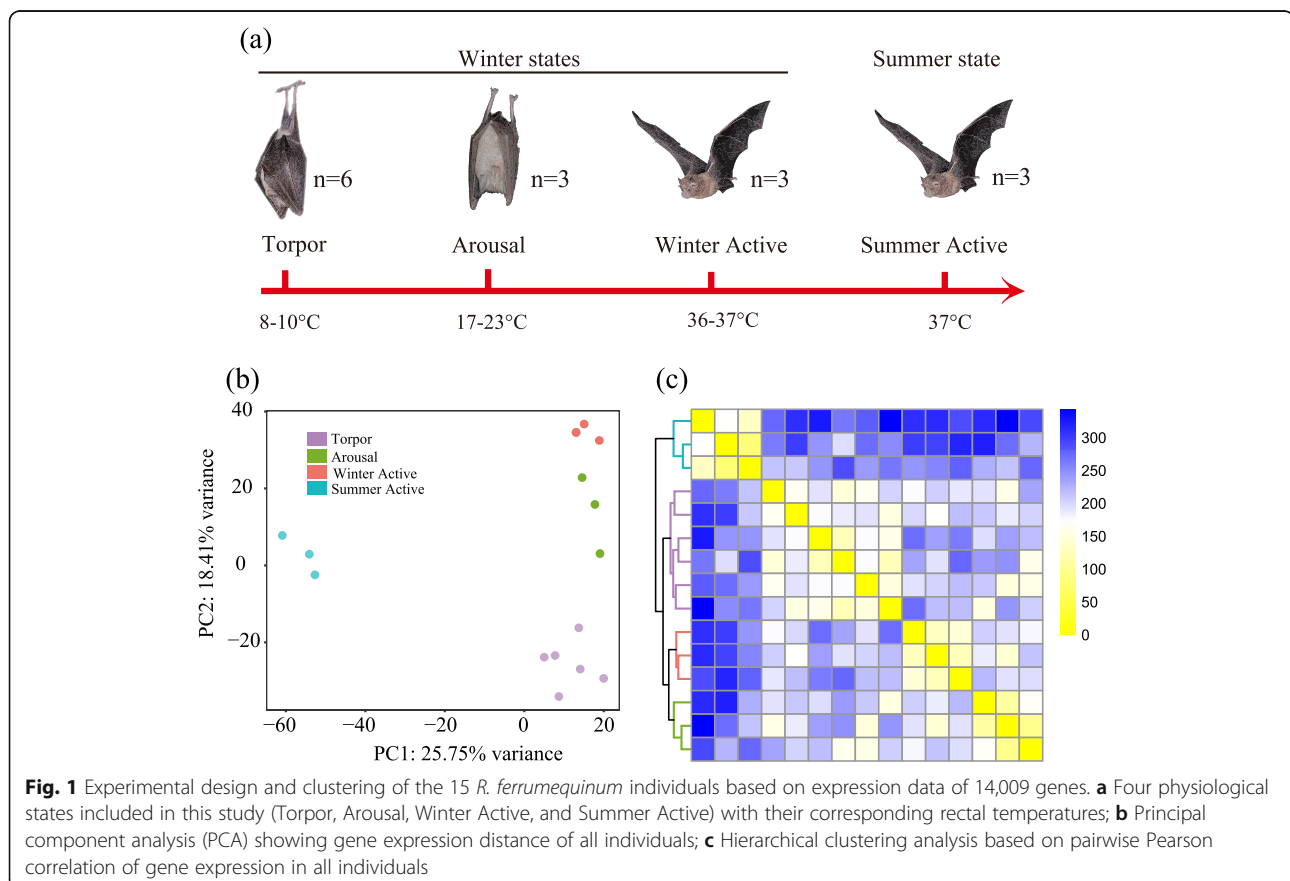 (a)
Winter states
Summer state
n=6
n=3
n=3
n=3
Torpor
Arousal
Winter Active
Summer Active
8-10°C
17-23°C
36-37°C
37°C
(b)
40
20
0
−20
−60
−40
−20
0
20
PC2: 18.41% variance
PC1: 25.75% variance
Torpor
Arousal
Winter Active
Summer Active
(c)
300
250
200
150
100
50
0
Fig. 1 Experimental design and clustering of the 15 R. ferrumequinum individuals based on expression data of 14,009 genes. a Four physiological
states included in this study (Torpor, Arousal, Winter Active, and Summer Active) with their corresponding rectal temperatures; b Principal
component analysis (PCA) showing gene expression distance of all individuals; c Hierarchical clustering analysis based on pairwise Pearson
correlation of gene expression in all individuals